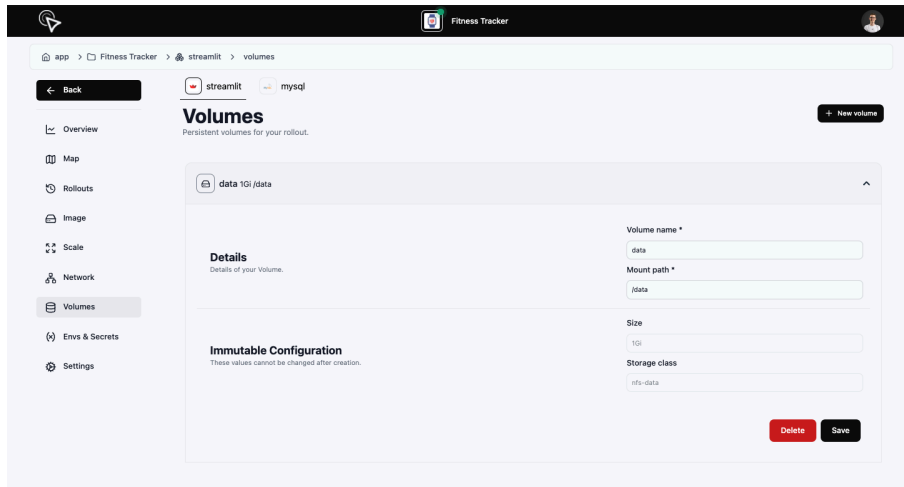 Fitness Tracker
app > Fitness Tracker > streamlit > volumes
Back
streamlit
mysql
Volumes
Persistent volumes for your rollout.
+ New volume
Overview
Map
Rollouts
Image
Scale
Network
Volumes
Envs & Secrets
Settings
data 1Gi /data
Details
Details of your Volume.
Volume name *
data
Mount path *
/data
Immutable Configuration
These values cannot be changed after creation.
Size
1Gi
Storage class
nfs-data
Delete
Save